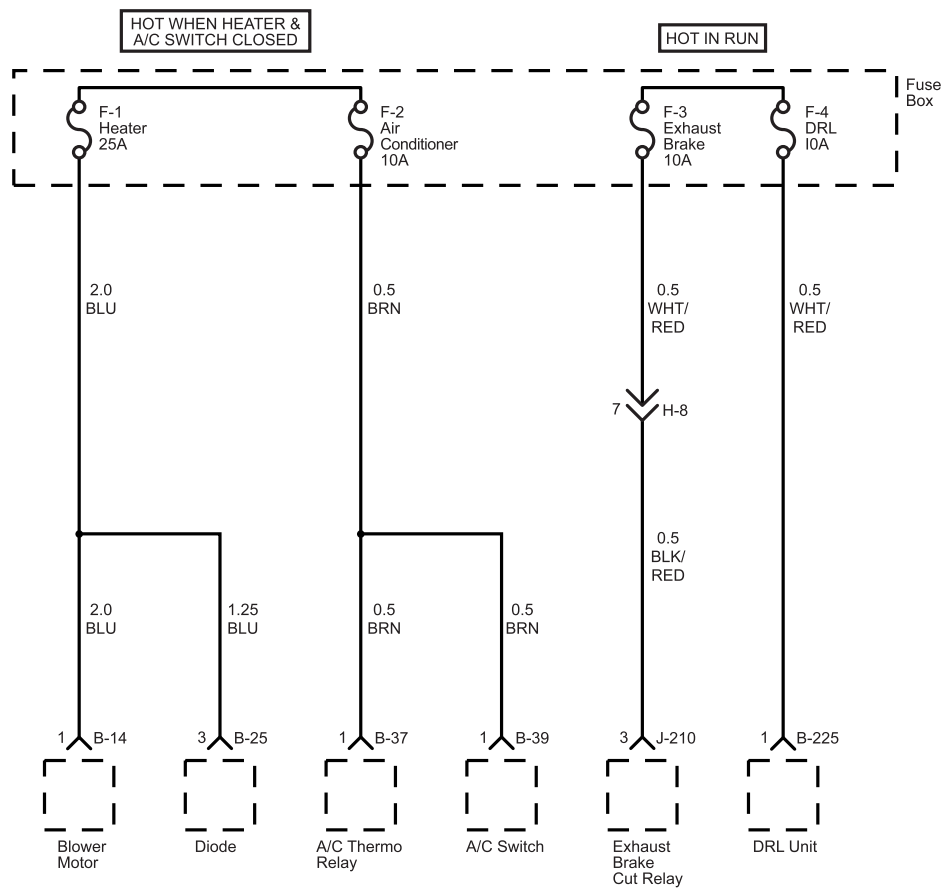 HOT WHEN HEATER &
A/C SWITCH CLOSED
HOT IN RUN
Fuse
Box
F-1
Heater
25A
F-2
Air
Conditioner
10A
F-3
Exhaust
Brake
10A
F-4
DRL
I0A
2.0
BLU
0.5
BRN
0.5
WHT/
RED
0.5
WHT/
RED
7
H-8
0.5
BLK/
RED
2.0
BLU
1.25
BLU
0.5
BRN
0.5
BRN
1
B-14
3
B-25
1
B-37
1
B-39
3
J-210
1
B-225
Blower
Motor
Diode
A/C Thermo
Relay
A/C Switch
Exhaust
Brake
Cut Relay
DRL Unit